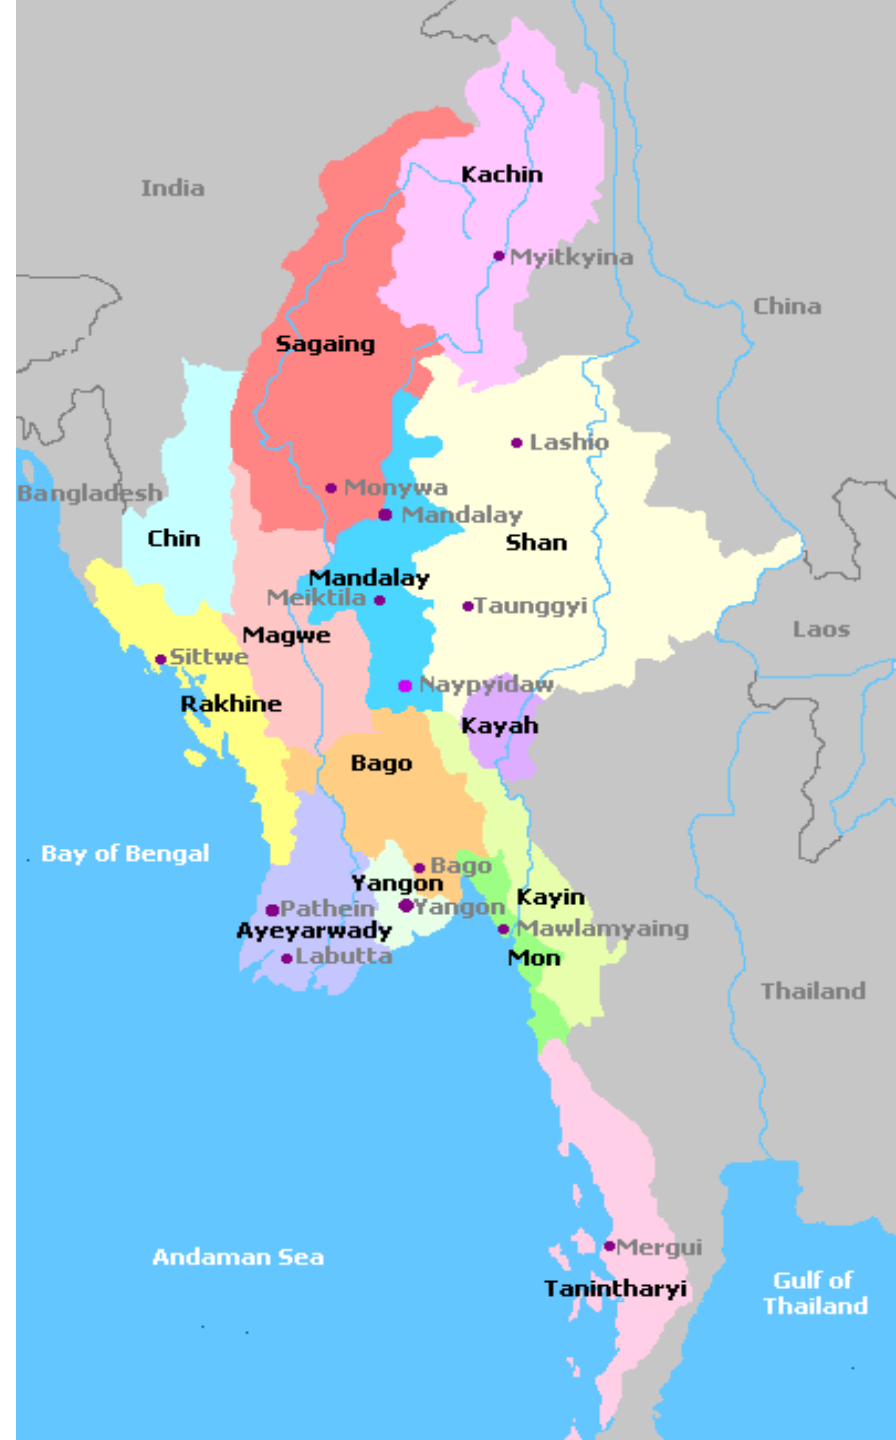 Kachin
India
Myitkyina
China
Sagaing
Lashio
Monywa
Bangladesh
Mandalay
Chin
Shan
Mandalay
Meiktila
Taunggyi
Laos
Magwe
Sittwe
Naypyidaw
Rakhine
Kayah
Bago
Bay of Bengal
Bago
Yangon
Kayin
Pathein
Yangon
Ayeyarwady
Mawlamyaing
Labutta
Mon
Thailand
Mergui
Andaman Sea
Tanintharyi
Gulf of
Thailand